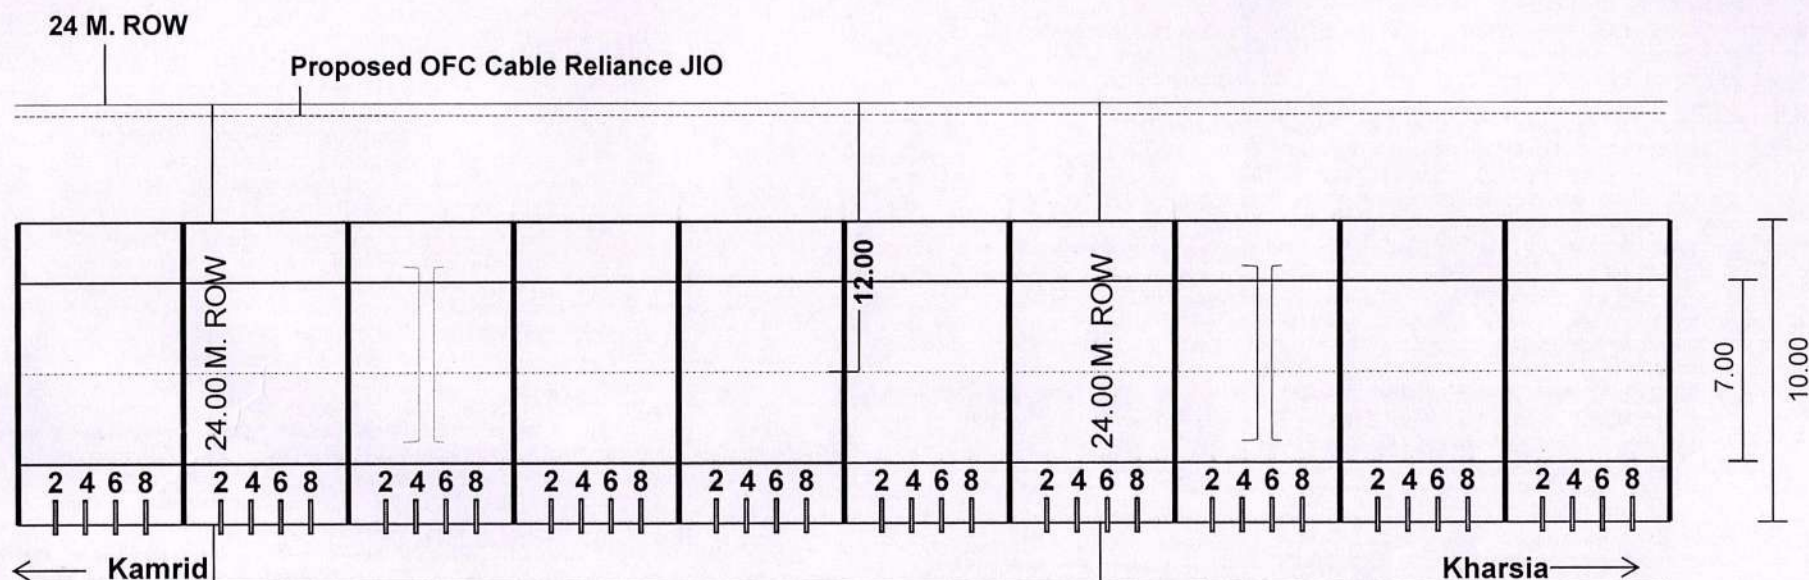 24 M. ROW
Proposed OFC Cable Reliance JIO
24.00 M. ROW
12.00
24.00 M. ROW
7.00
10.00
2 4 6 8 2 4 6 8 2 4 6 8 2 4 6 8 2 4 6 8 2 4 6 8 2 4 6 8 2 4 6 8 2 4 6 8 2 4 6 8
Kamrid
Kharsia